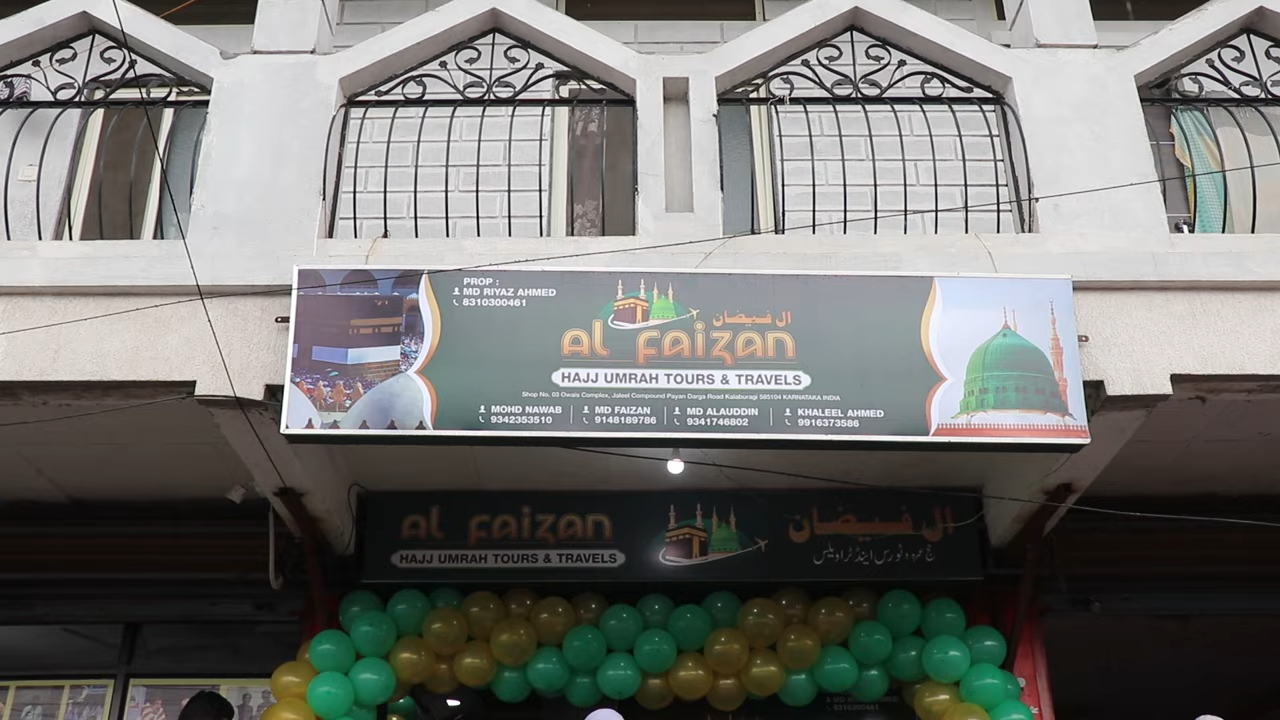 PROP :
MD RIYAZ AHMED
8310300461
ال فيضان
al faizan
HAJJ UMRAH TOURS & TRAVELS
Shop No. 03 Owais Complex, Jaleel Compound Payan Darga Road Kalaburagi 585104 KARNATAKA INDIA
MOHD NAWAB
9342353510
MD FAIZAN
9148189786
MD ALAUDDIN
9341746802
KHALEEL AHMED
9916373586
al faizan
HAJJ UMRAH TOURS & TRAVELS
ال فیضان
حج عمرہ ٹورس اینڈ ٹراویلس